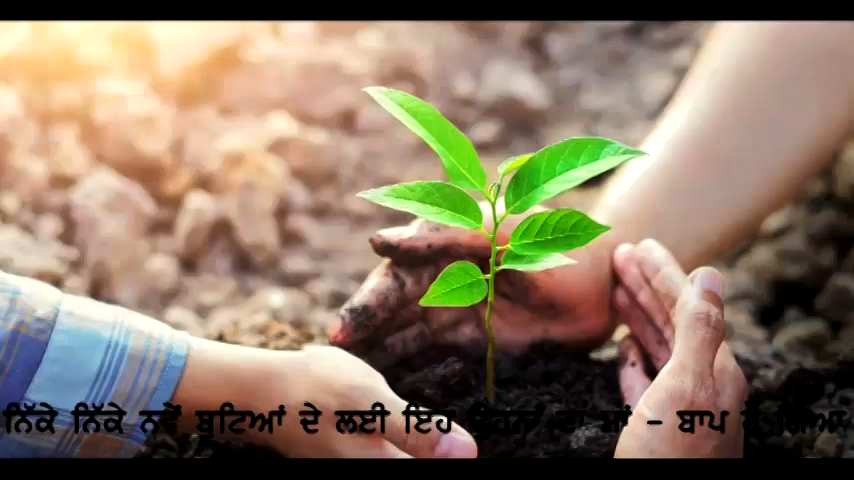 ਨਿੱਕੇ ਨਿੱਕੇ ਨਵੇਂ ਬੂਟਿਆਂ ਦੇ ਲਈ ਇਹ ਦਾ ਮਾਂ - ਬਾਪ